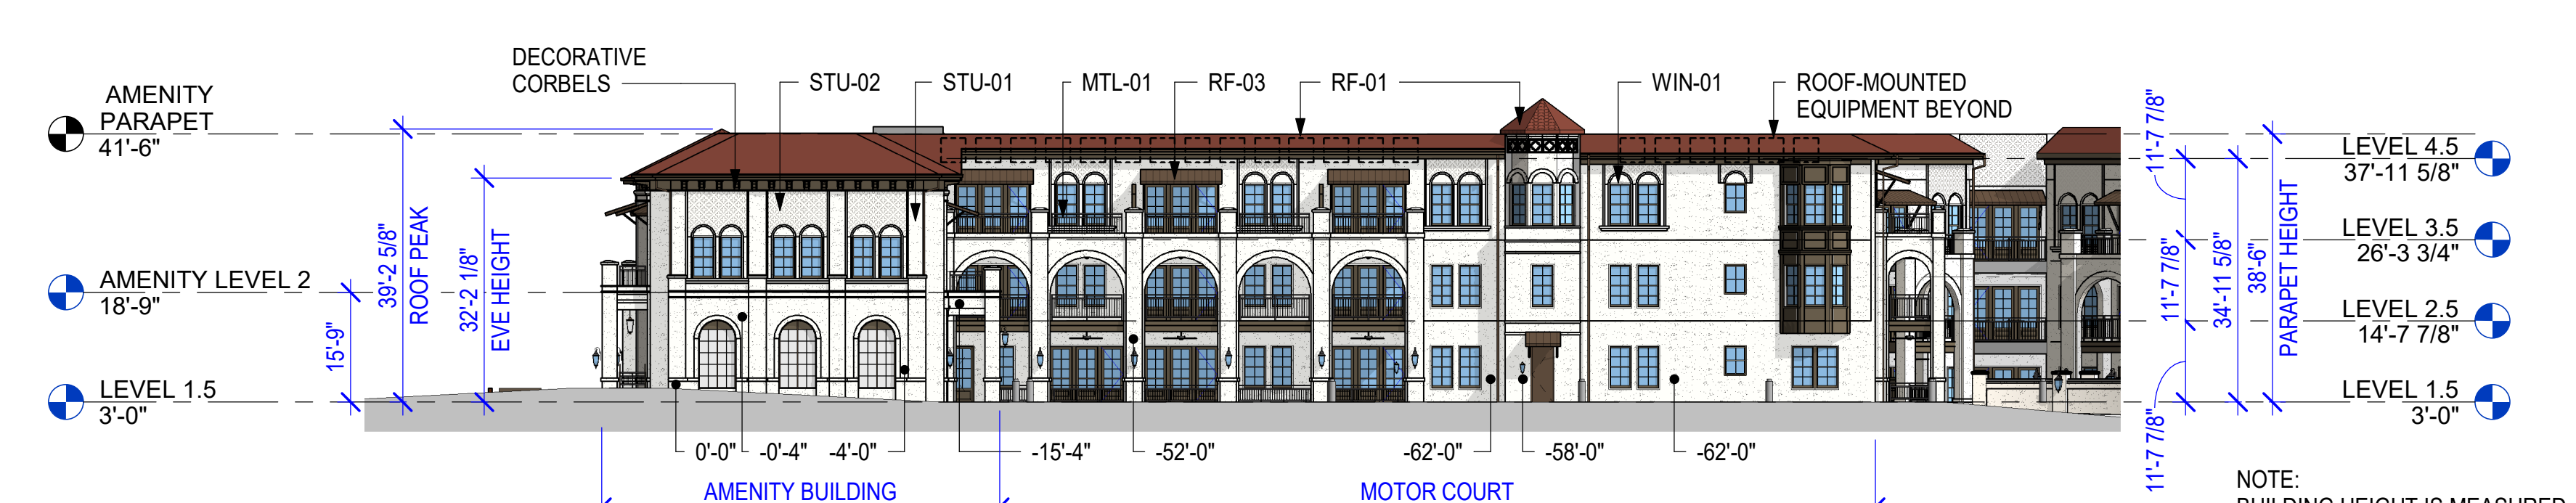 DECORATIVE
CORBELS
STU-02
STU-01
MTL-01
RF-03
RF-01
WIN-01
ROOF-MOUNTED
EQUIPMENT BEYOND
AMENITY
PARAPET
41'-6"
AMENITY LEVEL 2
18'-9"
LEVEL 1.5
3'-0"
15'-9"
39'-2 5/8"
ROOF PEAK
32'-2 1/8"
EVE HEIGHT
11'-7 7/8"
11'-7 7/8"
11'-7 7/8"
34'-11 5/8"
38'-6"
PARAPET HEIGHT
LEVEL 4.5
37'-11 5/8"
LEVEL 3.5
26'-3 3/4"
LEVEL 2.5
14'-7 7/8"
LEVEL 1.5
3'-0"
0'-0"
-0'-4"
-4'-0"
-15'-4"
-52'-0"
-62'-0"
-58'-0"
-62'-0"
AMENITY BUILDING
MOTOR COURT
NOTE:
BUILDING HEIGHT IS MEASURED